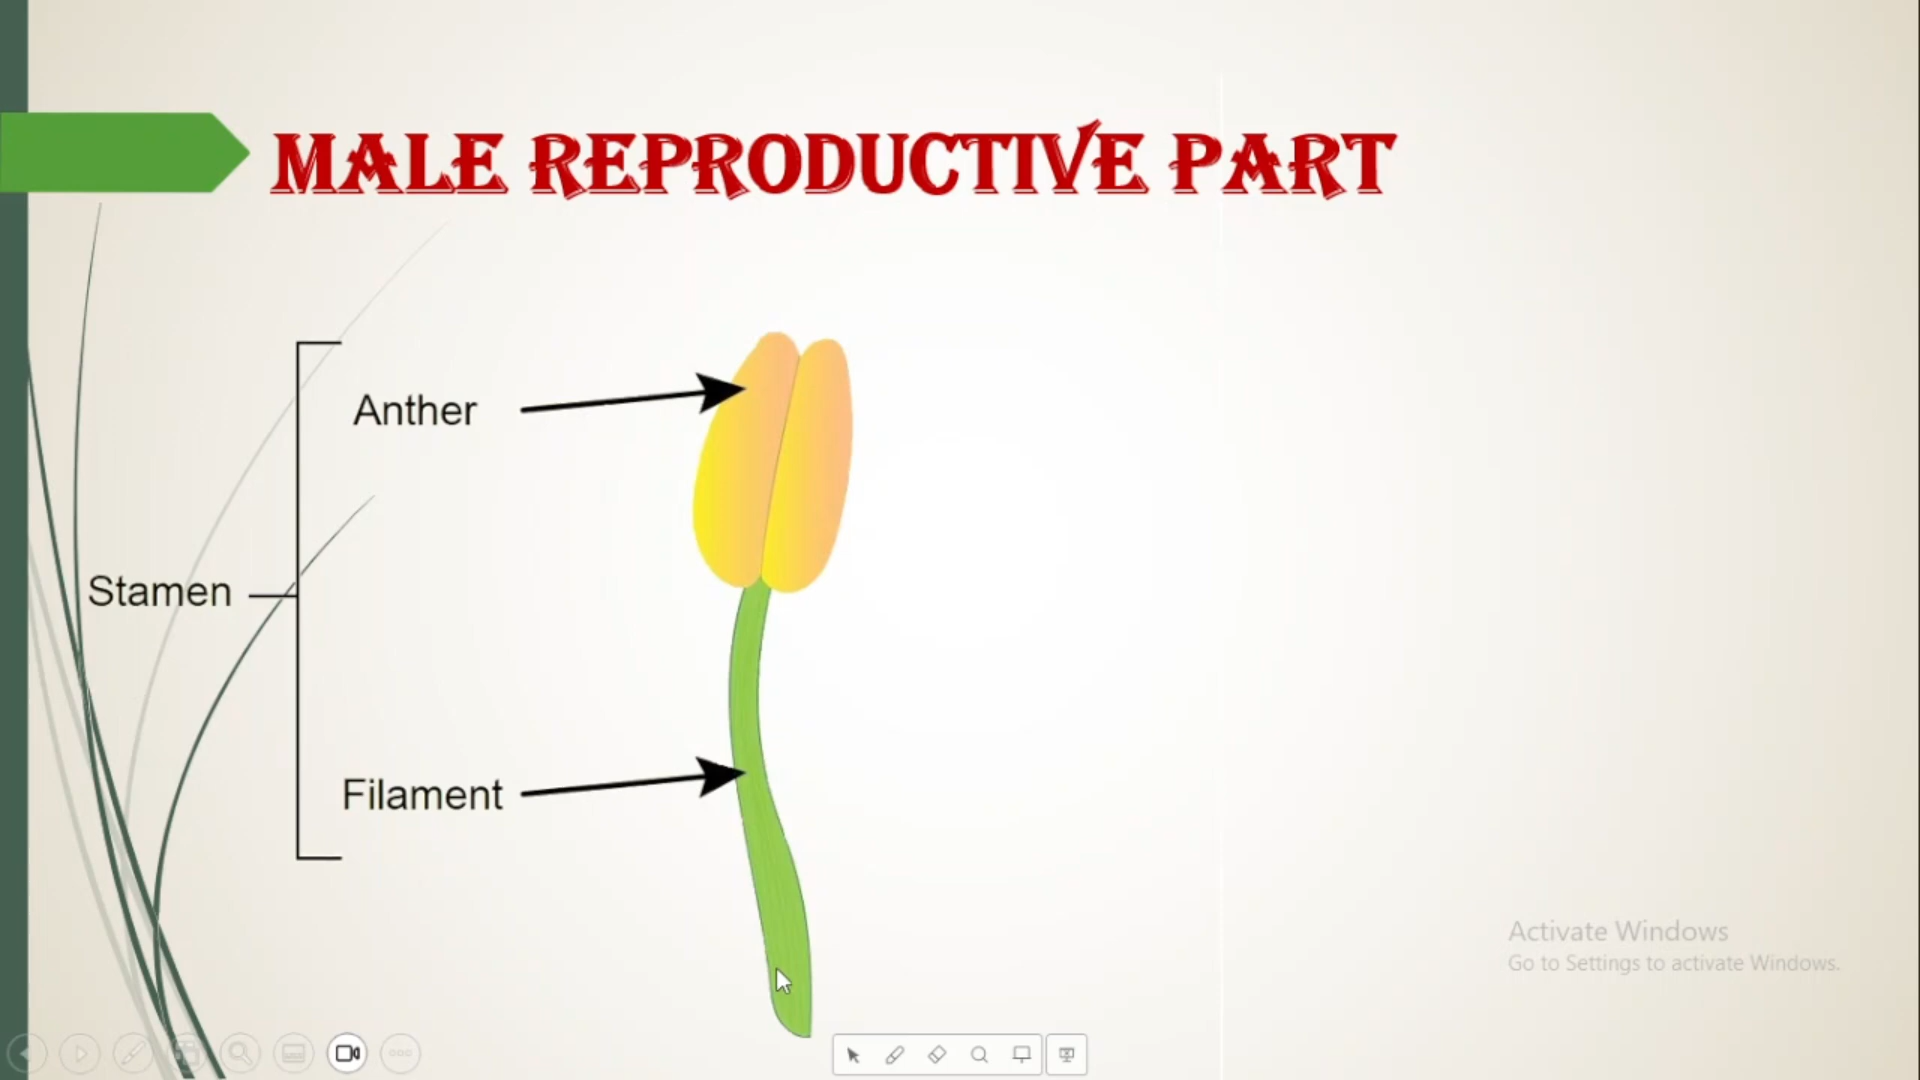 MALE REPRODUCTIVE PART
Anther
Stamen
Filament
Activate Windows
Go to Settings to activate Windows.